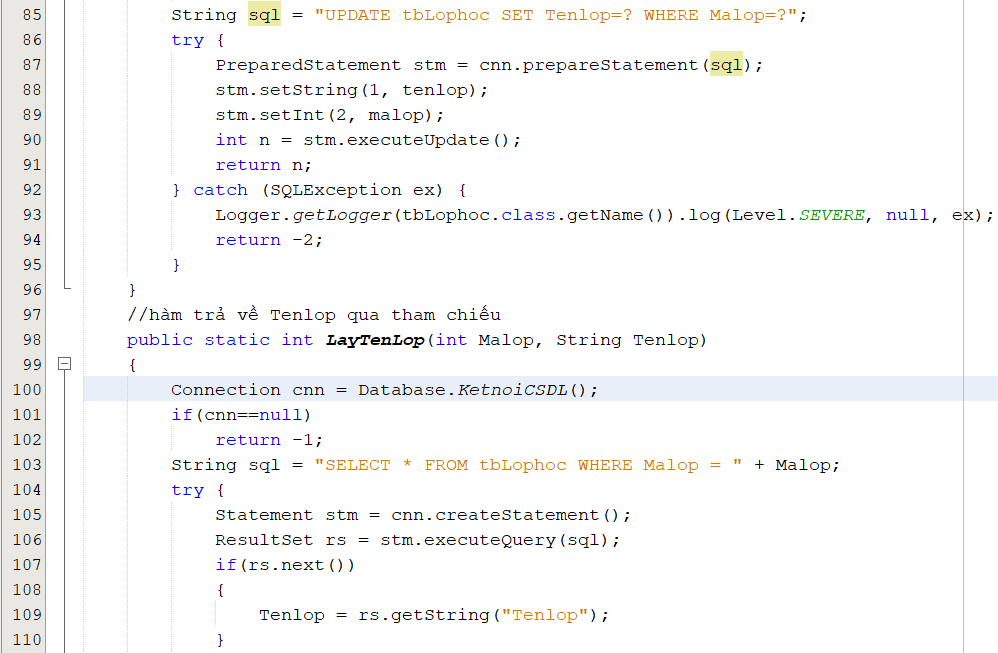 85 String sql = "UPDATE tbLophoc SET Tenlop=? WHERE Malop=?";
86 try {
87 PreparedStatement stm = cnn.prepareStatement(sql);
88 stm.setString(1, tenlop);
89 stm.setInt(2, malop);
90 int n = stm.executeUpdate();
91 return n;
92 } catch (SQLException ex) {
93 Logger.getLogger(tbLophoc.class.getName()).log(Level.SEVERE, null, ex);
94 return -2;
95 }
96 }
97 //hàm trả về Tenlop qua tham chiếu
98 public static int LayTenLop(int Malop, String Tenlop)
99 {
100 Connection cnn = Database.KetnoiCSDL();
101 if(cnn==null)
102 return -1;
103 String sql = "SELECT * FROM tbLophoc WHERE Malop = " + Malop;
104 try {
105 Statement stm = cnn.createStatement();
106 ResultSet rs = stm.executeQuery(sql);
107 if(rs.next())
108 {
109 Tenlop = rs.getString("Tenlop");
110 }